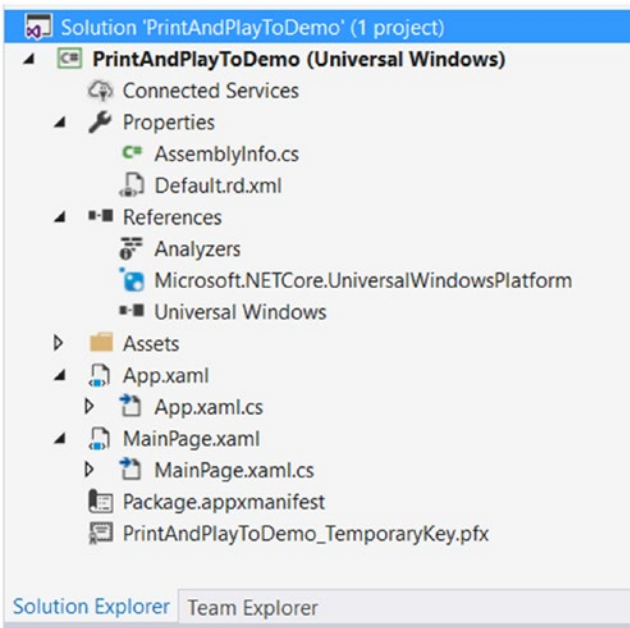 Solution 'PrintAndPlayToDemo' (1 project)
C# PrintAndPlayToDemo (Universal Windows)
Connected Services
Properties
C# AssemblyInfo.cs
Default.rd.xml
References
Analyzers
Microsoft.NETCore.UniversalWindowsPlatform
Universal Windows
Assets
App.xaml
App.xaml.cs
MainPage.xaml
MainPage.xaml.cs
Package.appxmanifest
PrintAndPlayToDemo_TemporaryKey.pfx
Solution Explorer Team Explorer